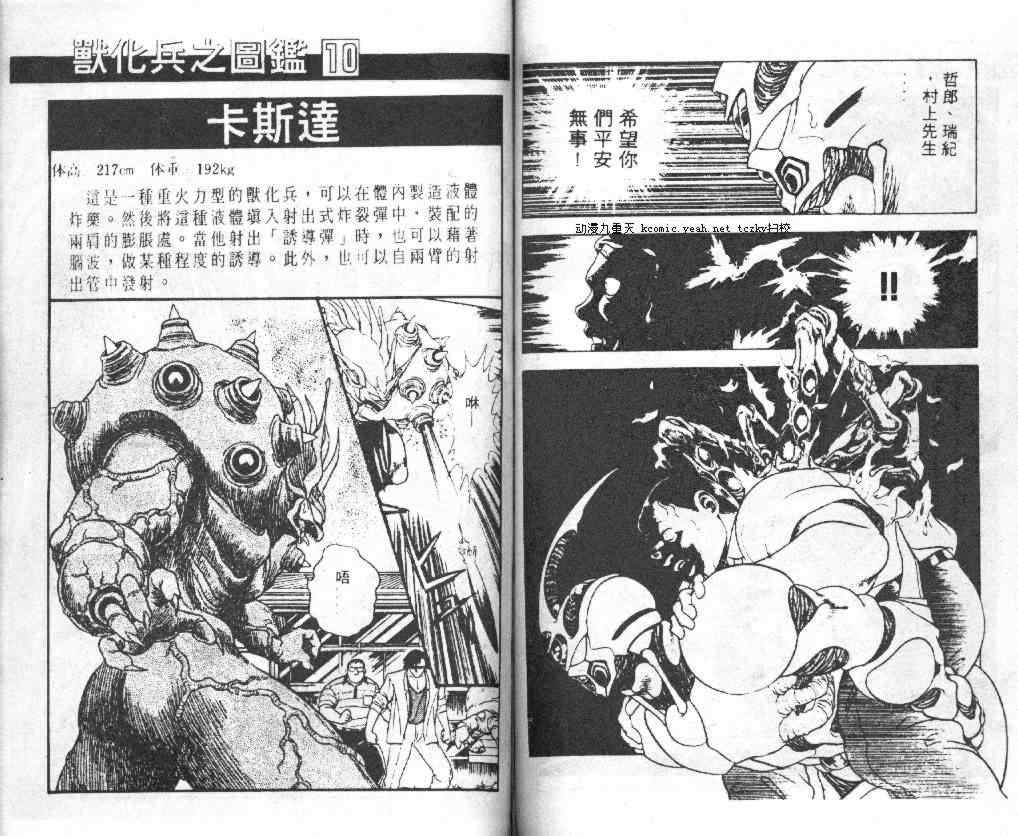 獸化兵之圖鑑 10
卡斯達
体高 217cm 体重 192kg
這是一種重火力型的獸化兵，可以在體內製造液體
炸藥。然後將這種液體填入射出式炸裂彈中，裝配的
兩肩的膨脹處。當他射出「誘導彈」時，也可以藉著
腦波，做某種程度的誘導。此外，也可以自兩臂的射
出管中發射。
咻
｜
唔
……
哲郎、瑞紀
、村上先生
……
希望你
們平安
無事！
动漫九重天 kcomic.yeah.net tczky扫校
!!